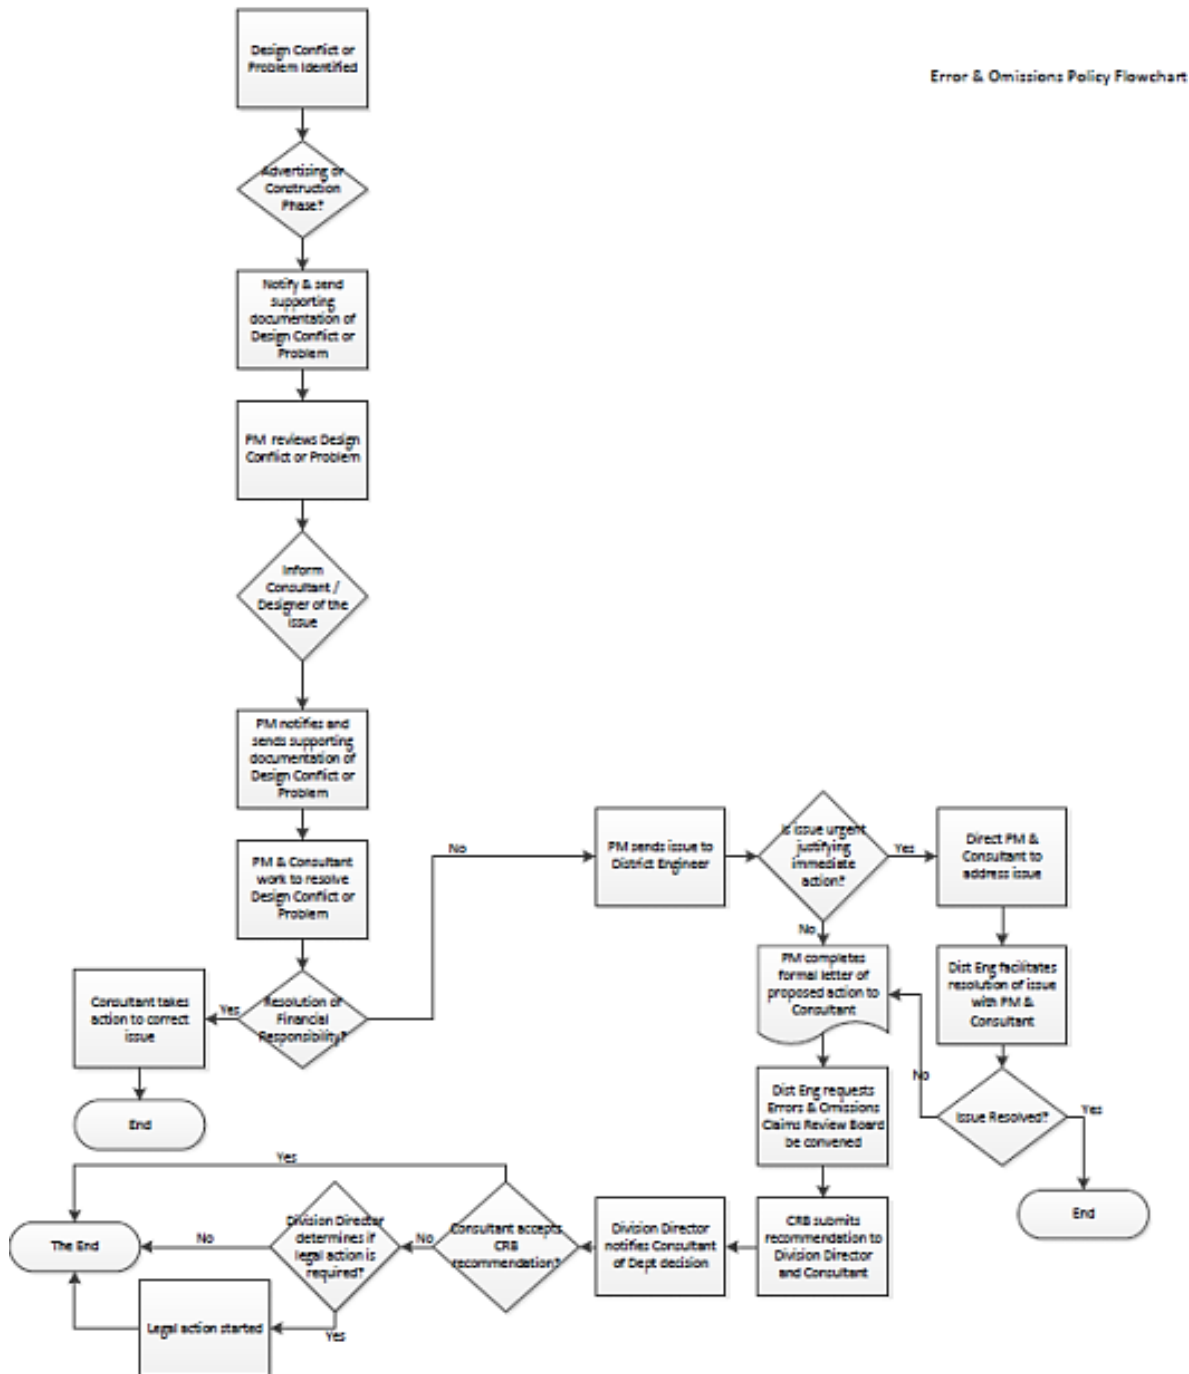 Error & Omissions Policy Flowchart
Design Conflict or
Problem Identified
Advertising or
Construction
Phase?
Notify & send
supporting
documentation of
Design Conflict or
Problem
PM reviews Design
Conflict or Problem
Inform
Consultant /
Designer of the
issue
PM notifies and
sends supporting
documentation of
Design Conflict or
Problem
PM & Consultant
work to resolve
Design Conflict or
Problem
Resolution of
Financial
Responsibility?
Yes
Consultant takes
action to correct
issue
End
No
PM sends issue to
District Engineer
Is issue urgent
justifying
immediate
action?
Yes
Direct PM &
Consultant to
address issue
Dist Eng facilitates
resolution of issue
with PM &
Consultant
Issue Resolved?
Yes
End
No
No
PM completes
formal letter of
proposed action to
Consultant
Dist Eng requests
Errors & Omissions
Claims Review Board
be convened
CRB submits
recommendation to
Division Director
and Consultant
Division Director
notifies Consultant
of Dept decision
Consultant accepts
CRB
recommendation?
Yes
No
Division Director
determines if
legal action is
required?
No
Yes
Legal action started
The End